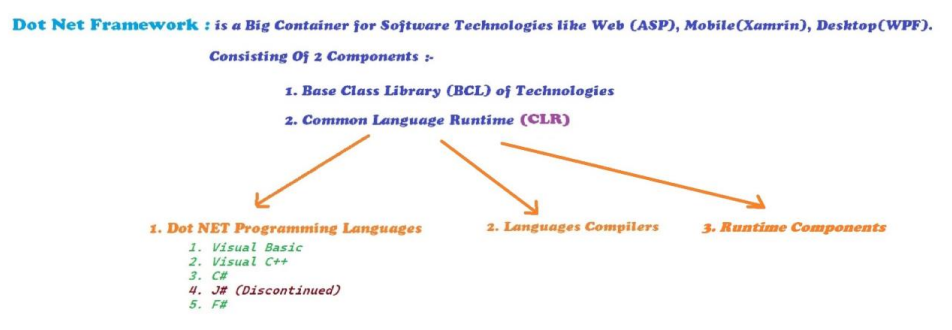 Dot Net Framework : is a Big Container for Software Technologies like Web (ASP), Mobile(Xamrin), Desktop(WPF).
Consisting Of 2 Components :-
1. Base Class Library (BCL) of Technologies
2. Common Language Runtime (CLR)
1. Dot NET Programming Languages
2. Languages Compilers
3. Runtime Components
1. Visual Basic
2. Visual C++
3. C#
4. J# (Discontinued)
5. F#